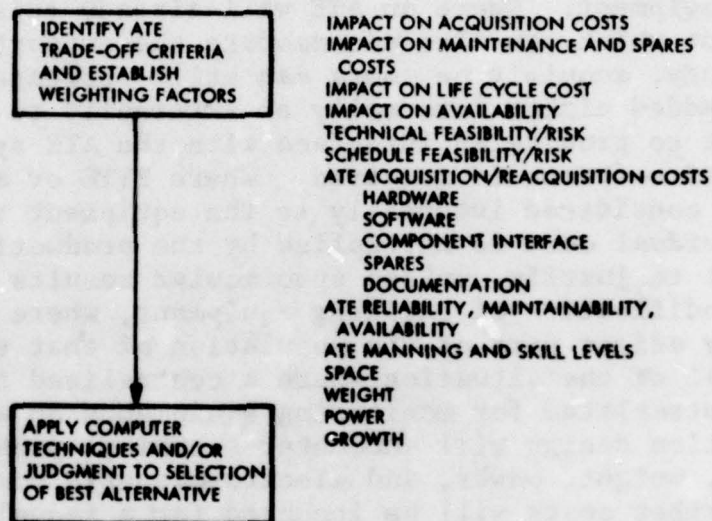 IDENTIFY ATE
TRADE-OFF CRITERIA
AND ESTABLISH
WEIGHTING FACTORS
IMPACT ON ACQUISITION COSTS
IMPACT ON MAINTENANCE AND SPARES
COSTS
IMPACT ON LIFE CYCLE COST
IMPACT ON AVAILABILITY
TECHNICAL FEASIBILITY/RISK
SCHEDULE FEASIBILITY/RISK
ATE ACQUISITION/REACQUISITION COSTS
HARDWARE
SOFTWARE
COMPONENT INTERFACE
SPARES
DOCUMENTATION
ATE RELIABILITY, MAINTAINABILITY,
AVAILABILITY
ATE MANNING AND SKILL LEVELS
SPACE
WEIGHT
POWER
GROWTH
APPLY COMPUTER
TECHNIQUES AND/OR
JUDGMENT TO SELECTION
OF BEST ALTERNATIVE